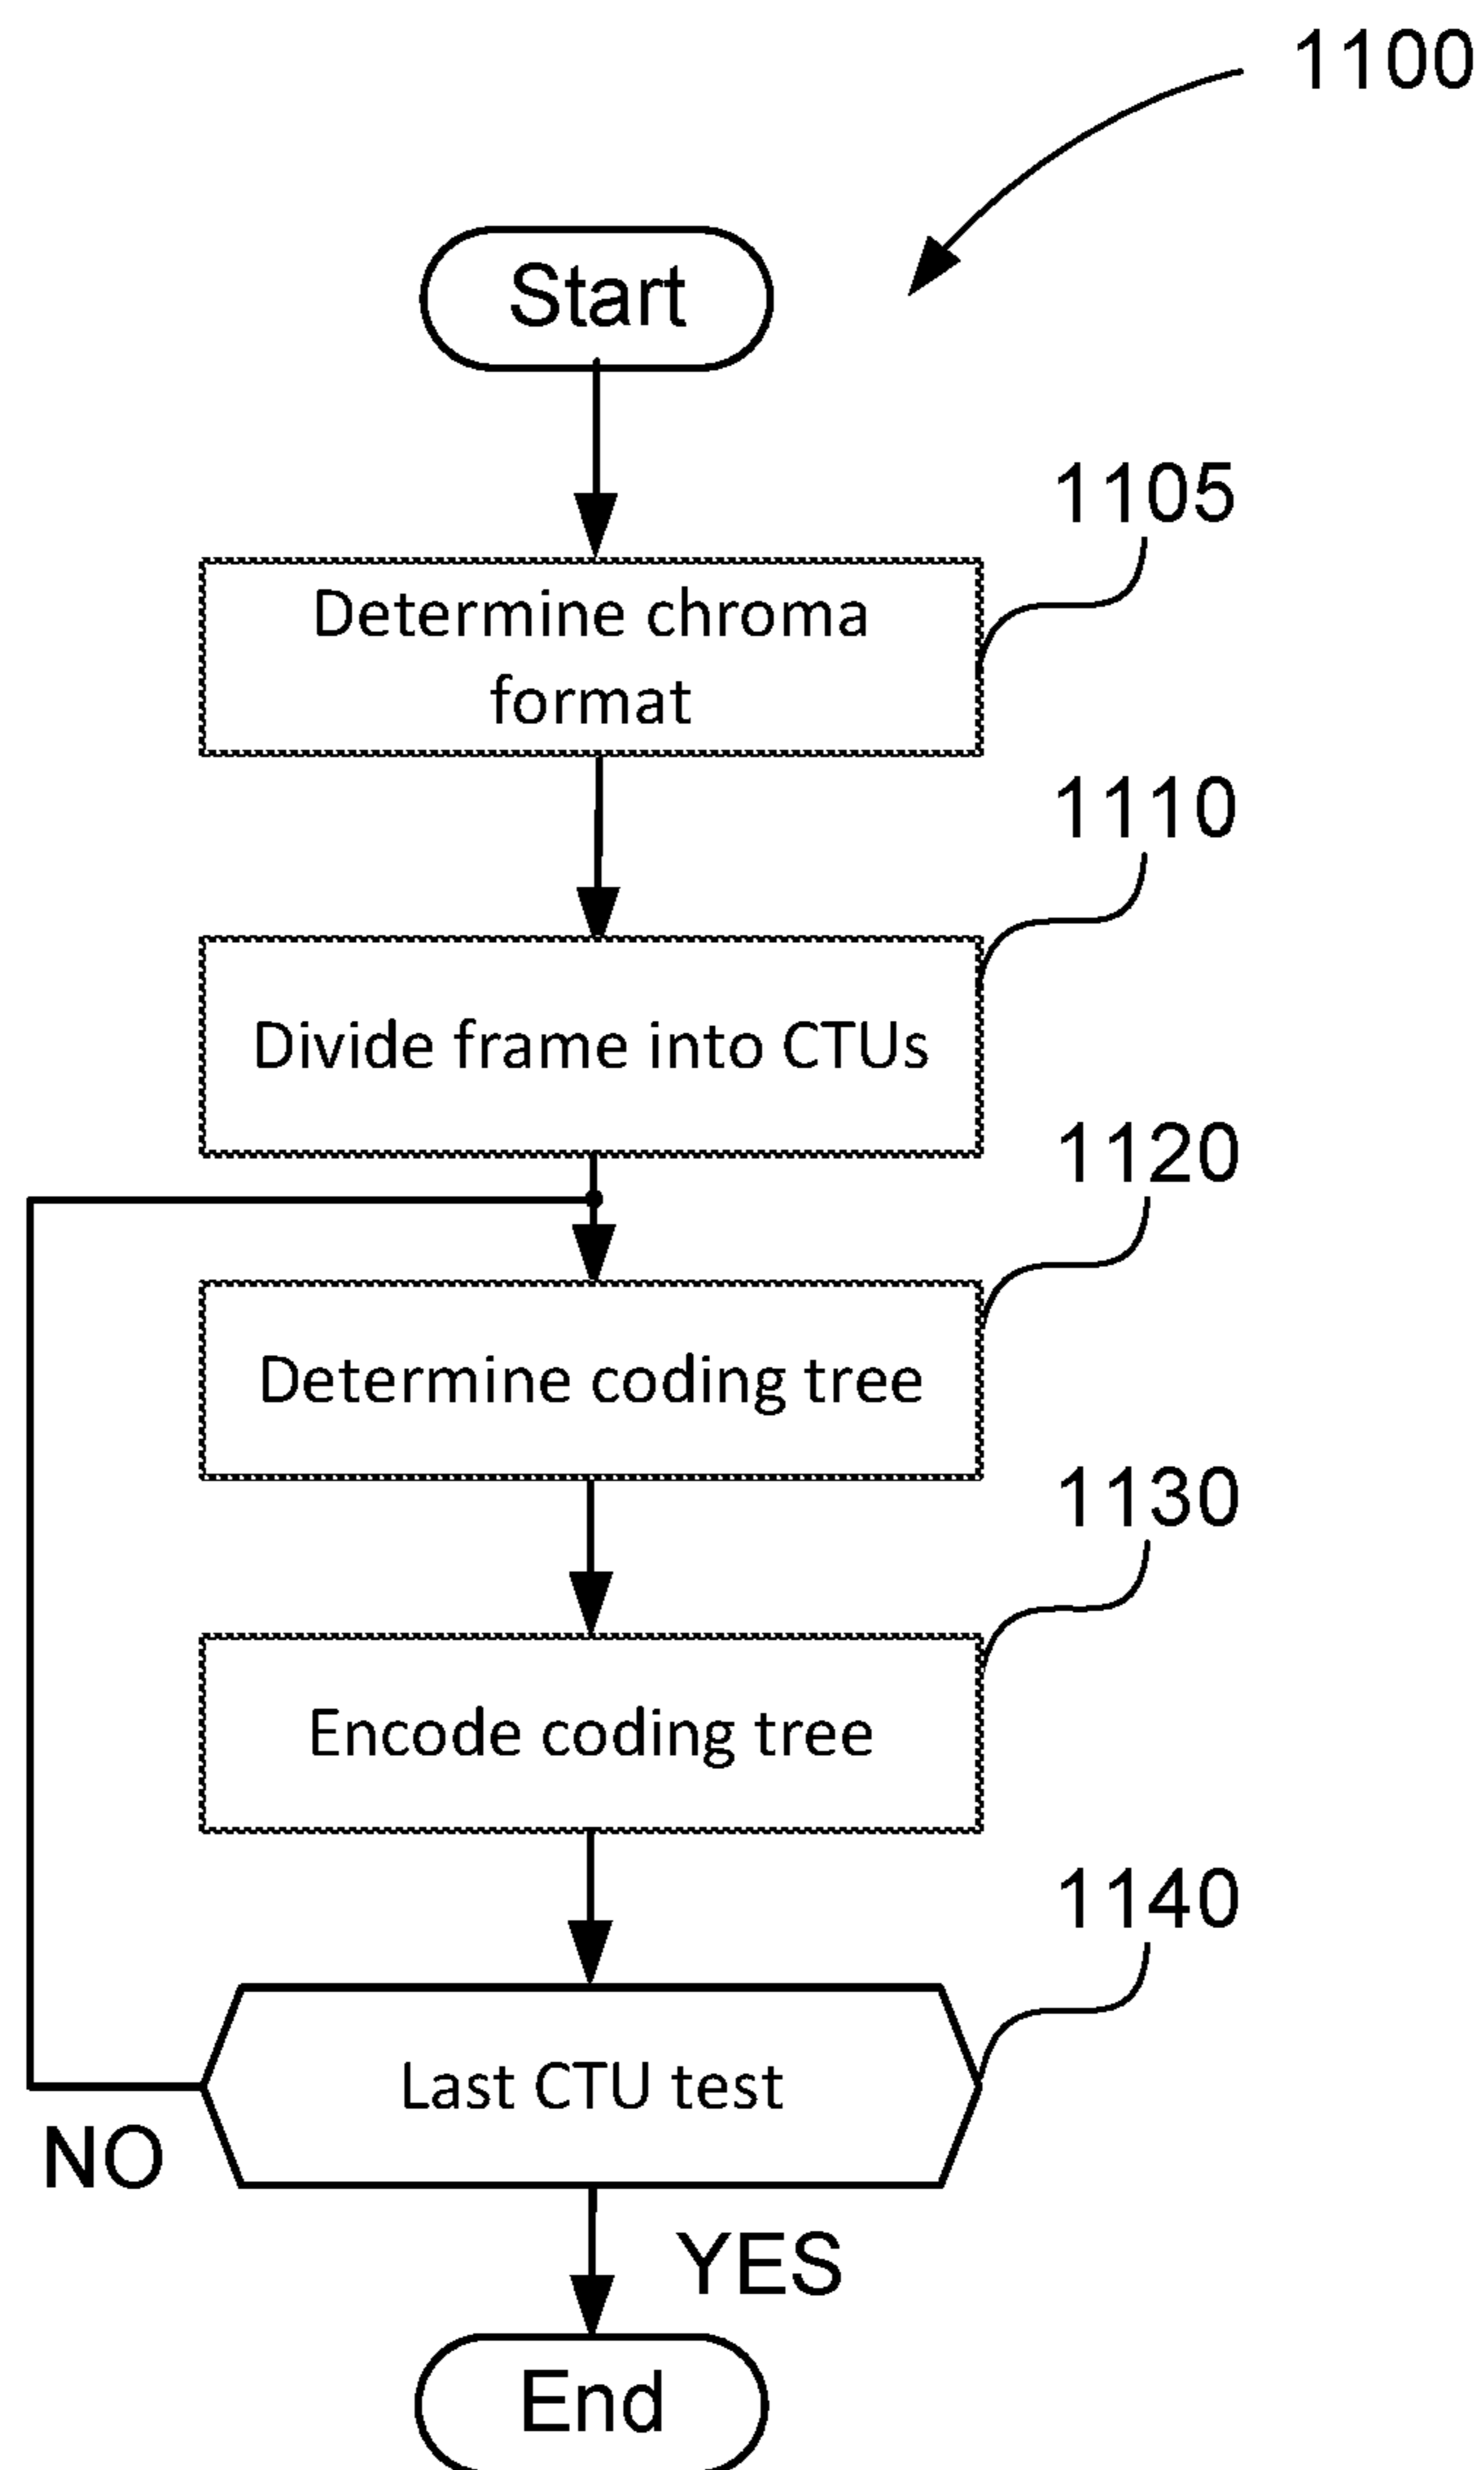 1100
Start
1105
Determine chroma
format
1110
Divide frame into CTUs
1120
Determine coding tree
1130
Encode coding tree
1140
Last CTU test
NO
YES
End